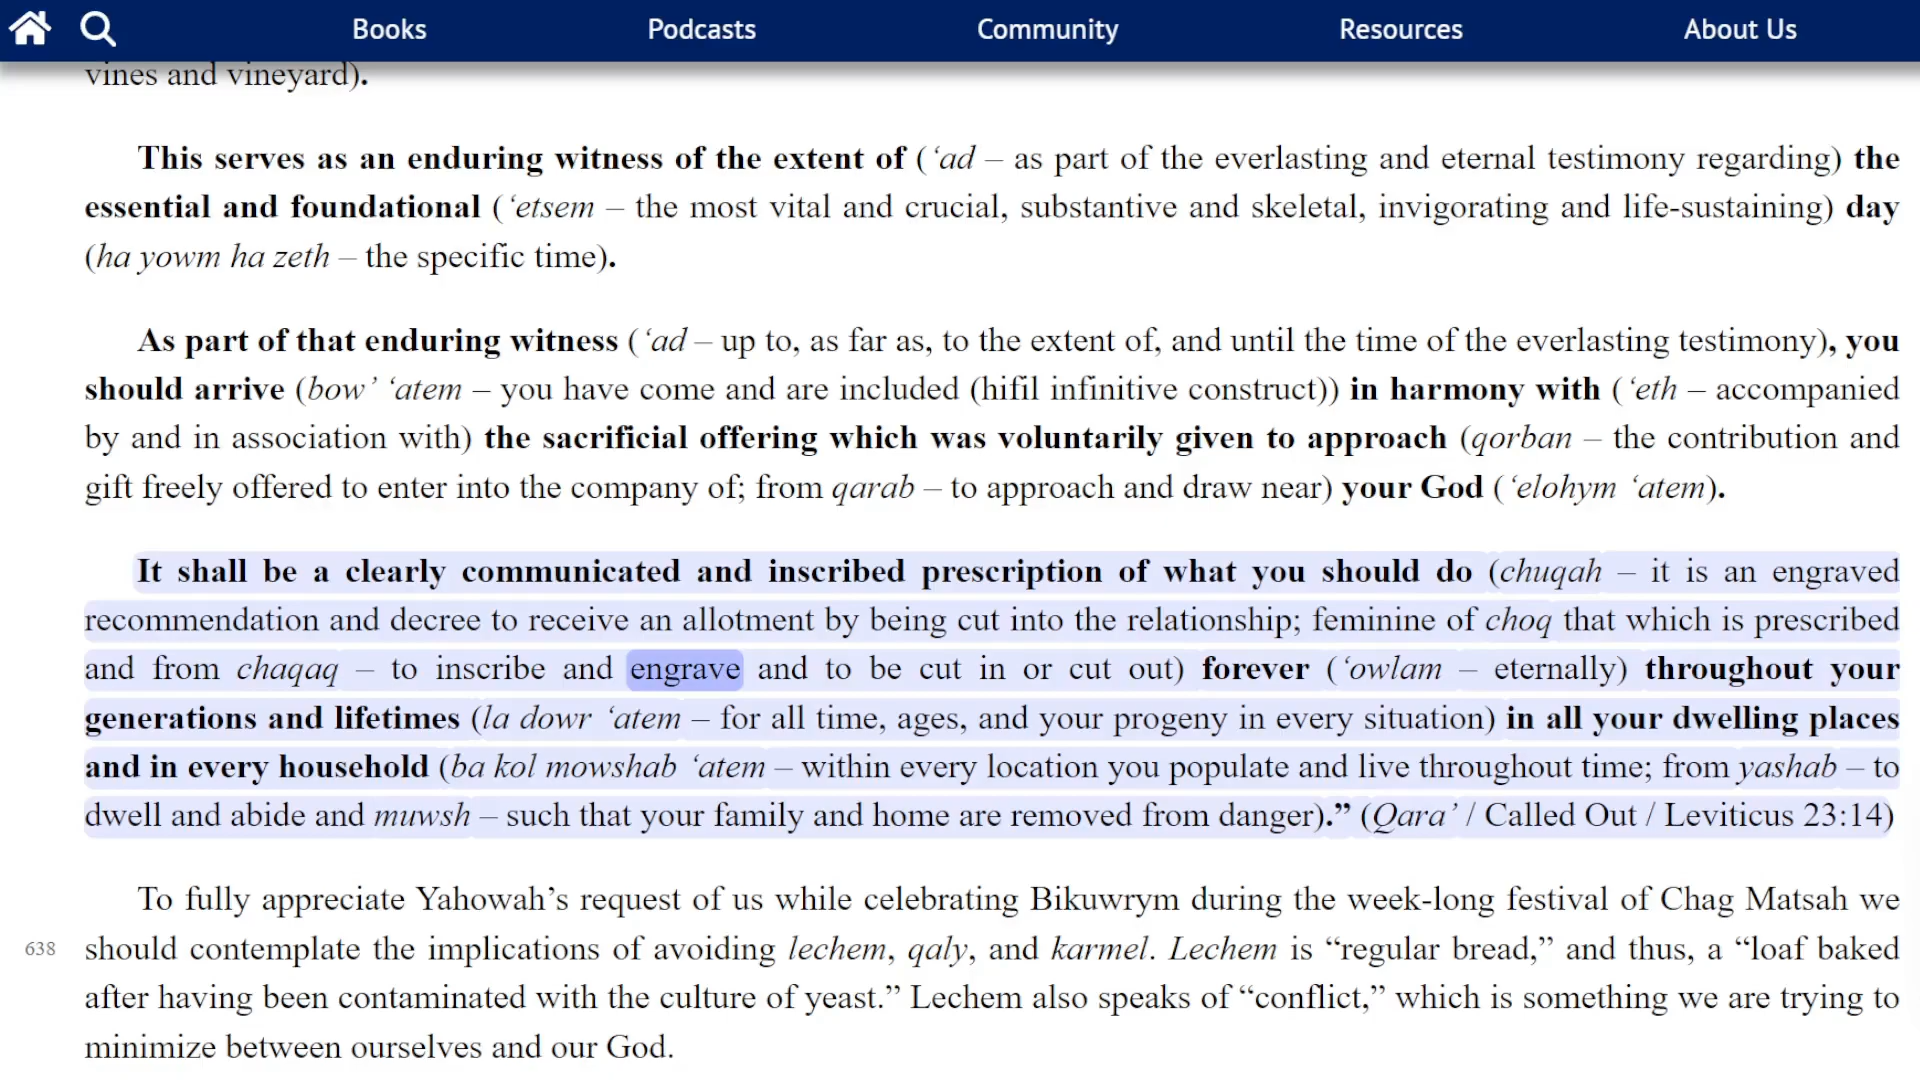 Books Podcasts Community Resources About Us
vines and vineyard).
This serves as an enduring witness of the extent of (‘ad – as part of the everlasting and eternal testimony regarding) the
essential and foundational (‘etsem – the most vital and crucial, substantive and skeletal, invigorating and life-sustaining) day
(ha yowm ha zeth – the specific time).
As part of that enduring witness (‘ad – up to, as far as, to the extent of, and until the time of the everlasting testimony), you
should arrive (bow’ ‘atem – you have come and are included (hifil infinitive construct)) in harmony with (‘eth – accompanied
by and in association with) the sacrificial offering which was voluntarily given to approach (qorban – the contribution and
gift freely offered to enter into the company of; from qarab – to approach and draw near) your God (‘elohym ‘atem).
It shall be a clearly communicated and inscribed prescription of what you should do (chuqah – it is an engraved
recommendation and decree to receive an allotment by being cut into the relationship; feminine of choq that which is prescribed
and from chaqaq – to inscribe and engrave and to be cut in or cut out) forever (‘owlam – eternally) throughout your
generations and lifetimes (la dowr ‘atem – for all time, ages, and your progeny in every situation) in all your dwelling places
and in every household (ba kol mowshab ‘atem – within every location you populate and live throughout time; from yashab – to
dwell and abide and muwsh – such that your family and home are removed from danger).” (Qara’ / Called Out / Leviticus 23:14)
To fully appreciate Yahowah’s request of us while celebrating Bikuwrym during the week-long festival of Chag Matsah we
638 should contemplate the implications of avoiding lechem, qaly, and karmel. Lechem is “regular bread,” and thus, a “loaf baked
after having been contaminated with the culture of yeast.” Lechem also speaks of “conflict,” which is something we are trying to
minimize between ourselves and our God.